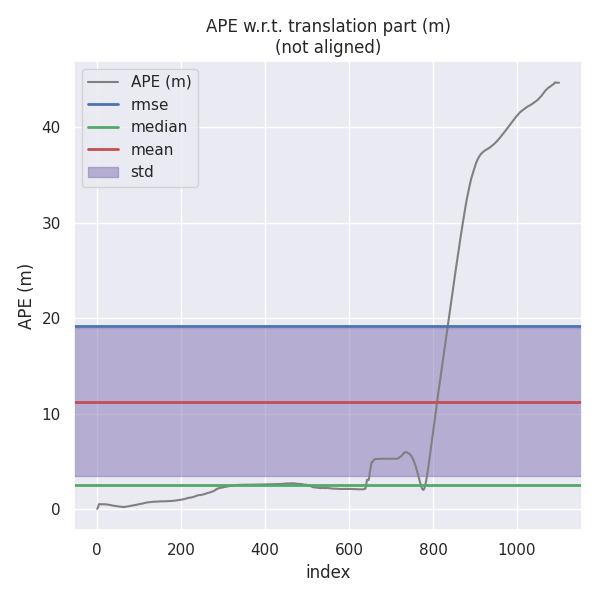 APE w.r.t. translation part (m)
(not aligned)
APE (m)
rmse
median
mean
std
APE (m)
40
30
20
10
0
0 200 400 600 800 1000
index